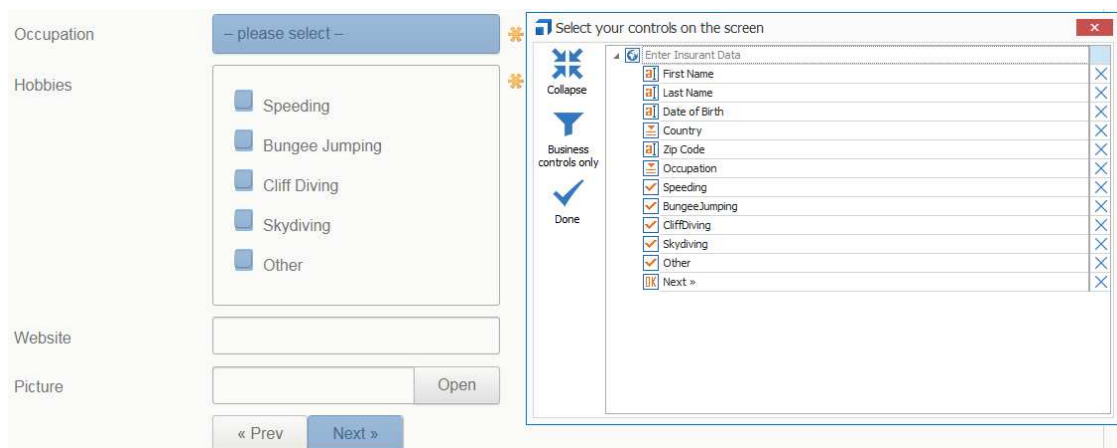 Occupation
– please select –
Hobbies
Speeding
Bungee Jumping
Cliff Diving
Skydiving
Other
Website
Picture
Open
« Prev
Next »
Select your controls on the screen
Collapse
Business
controls only
Done
Enter Insurant Data
First Name
Last Name
Date of Birth
Country
Zip Code
Occupation
Speeding
BungeeJumping
CliffDiving
Skydiving
Other
Next »